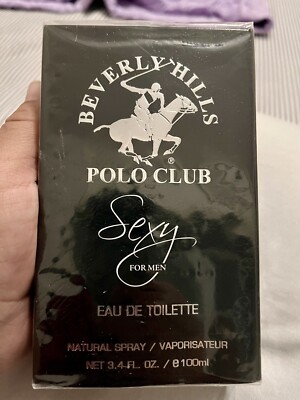 BEVERLY HILLS
®
POLO CLUB
Sexy
FOR MEN
EAU DE TOILETTE
NATURAL SPRAY / VAPORISATEUR
NET 3.4 FL. OZ. / ℮100ml